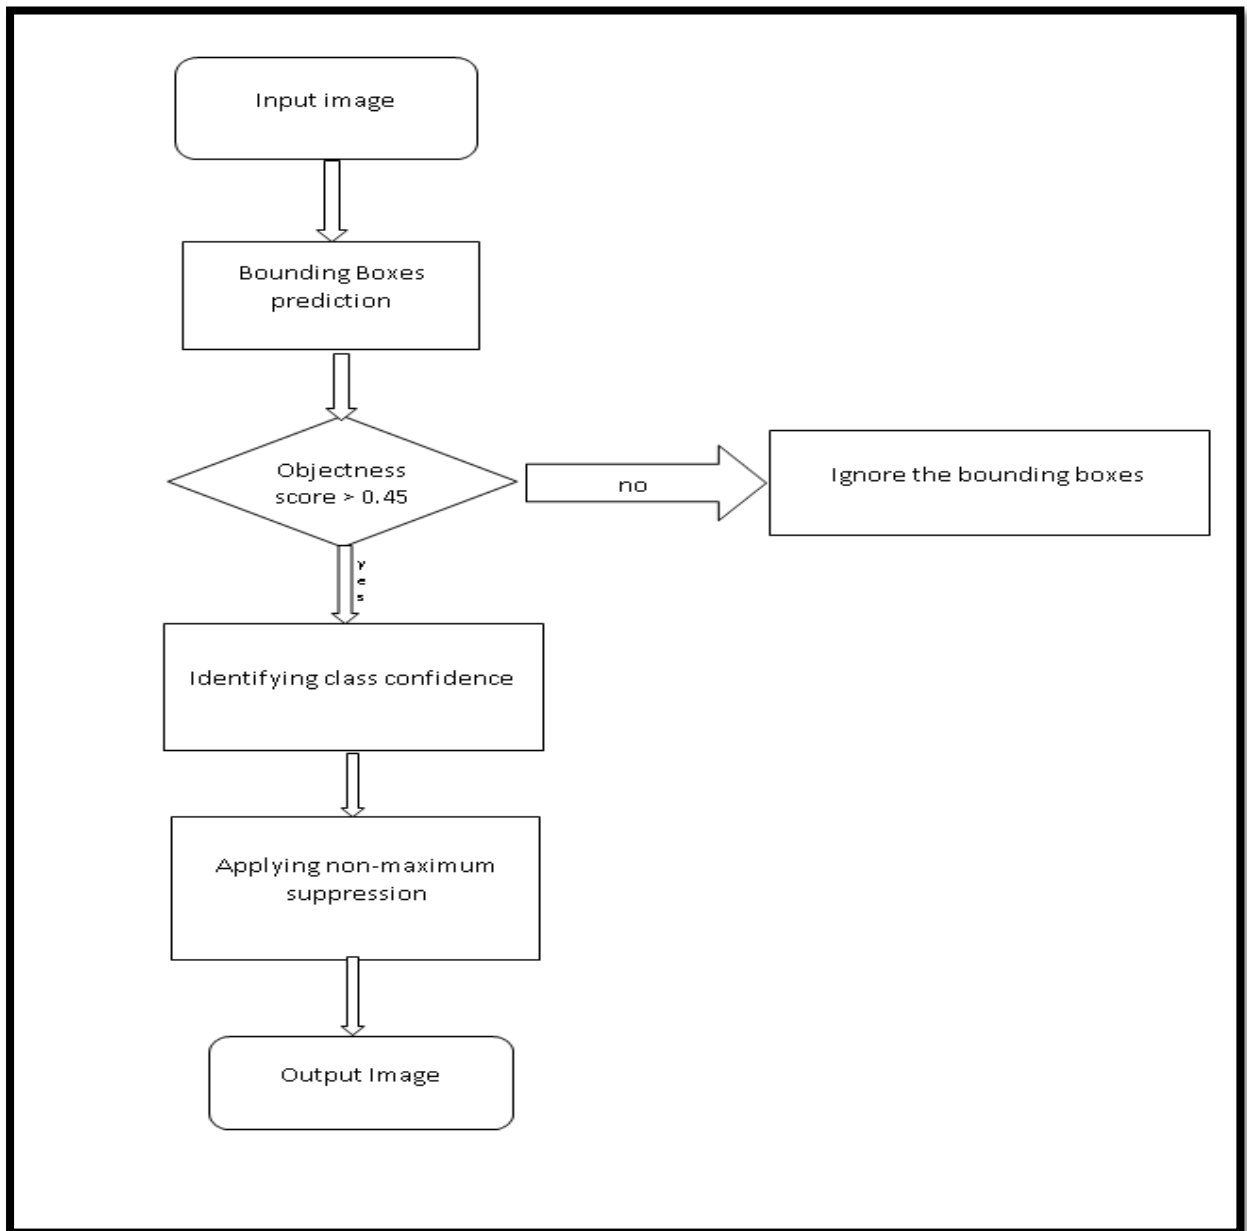 Input image
Bounding Boxes
prediction
Objectness
score > 0.45
no
Ignore the bounding boxes
yes
Identifying class confidence
Applying non-maximum
suppression
Output Image